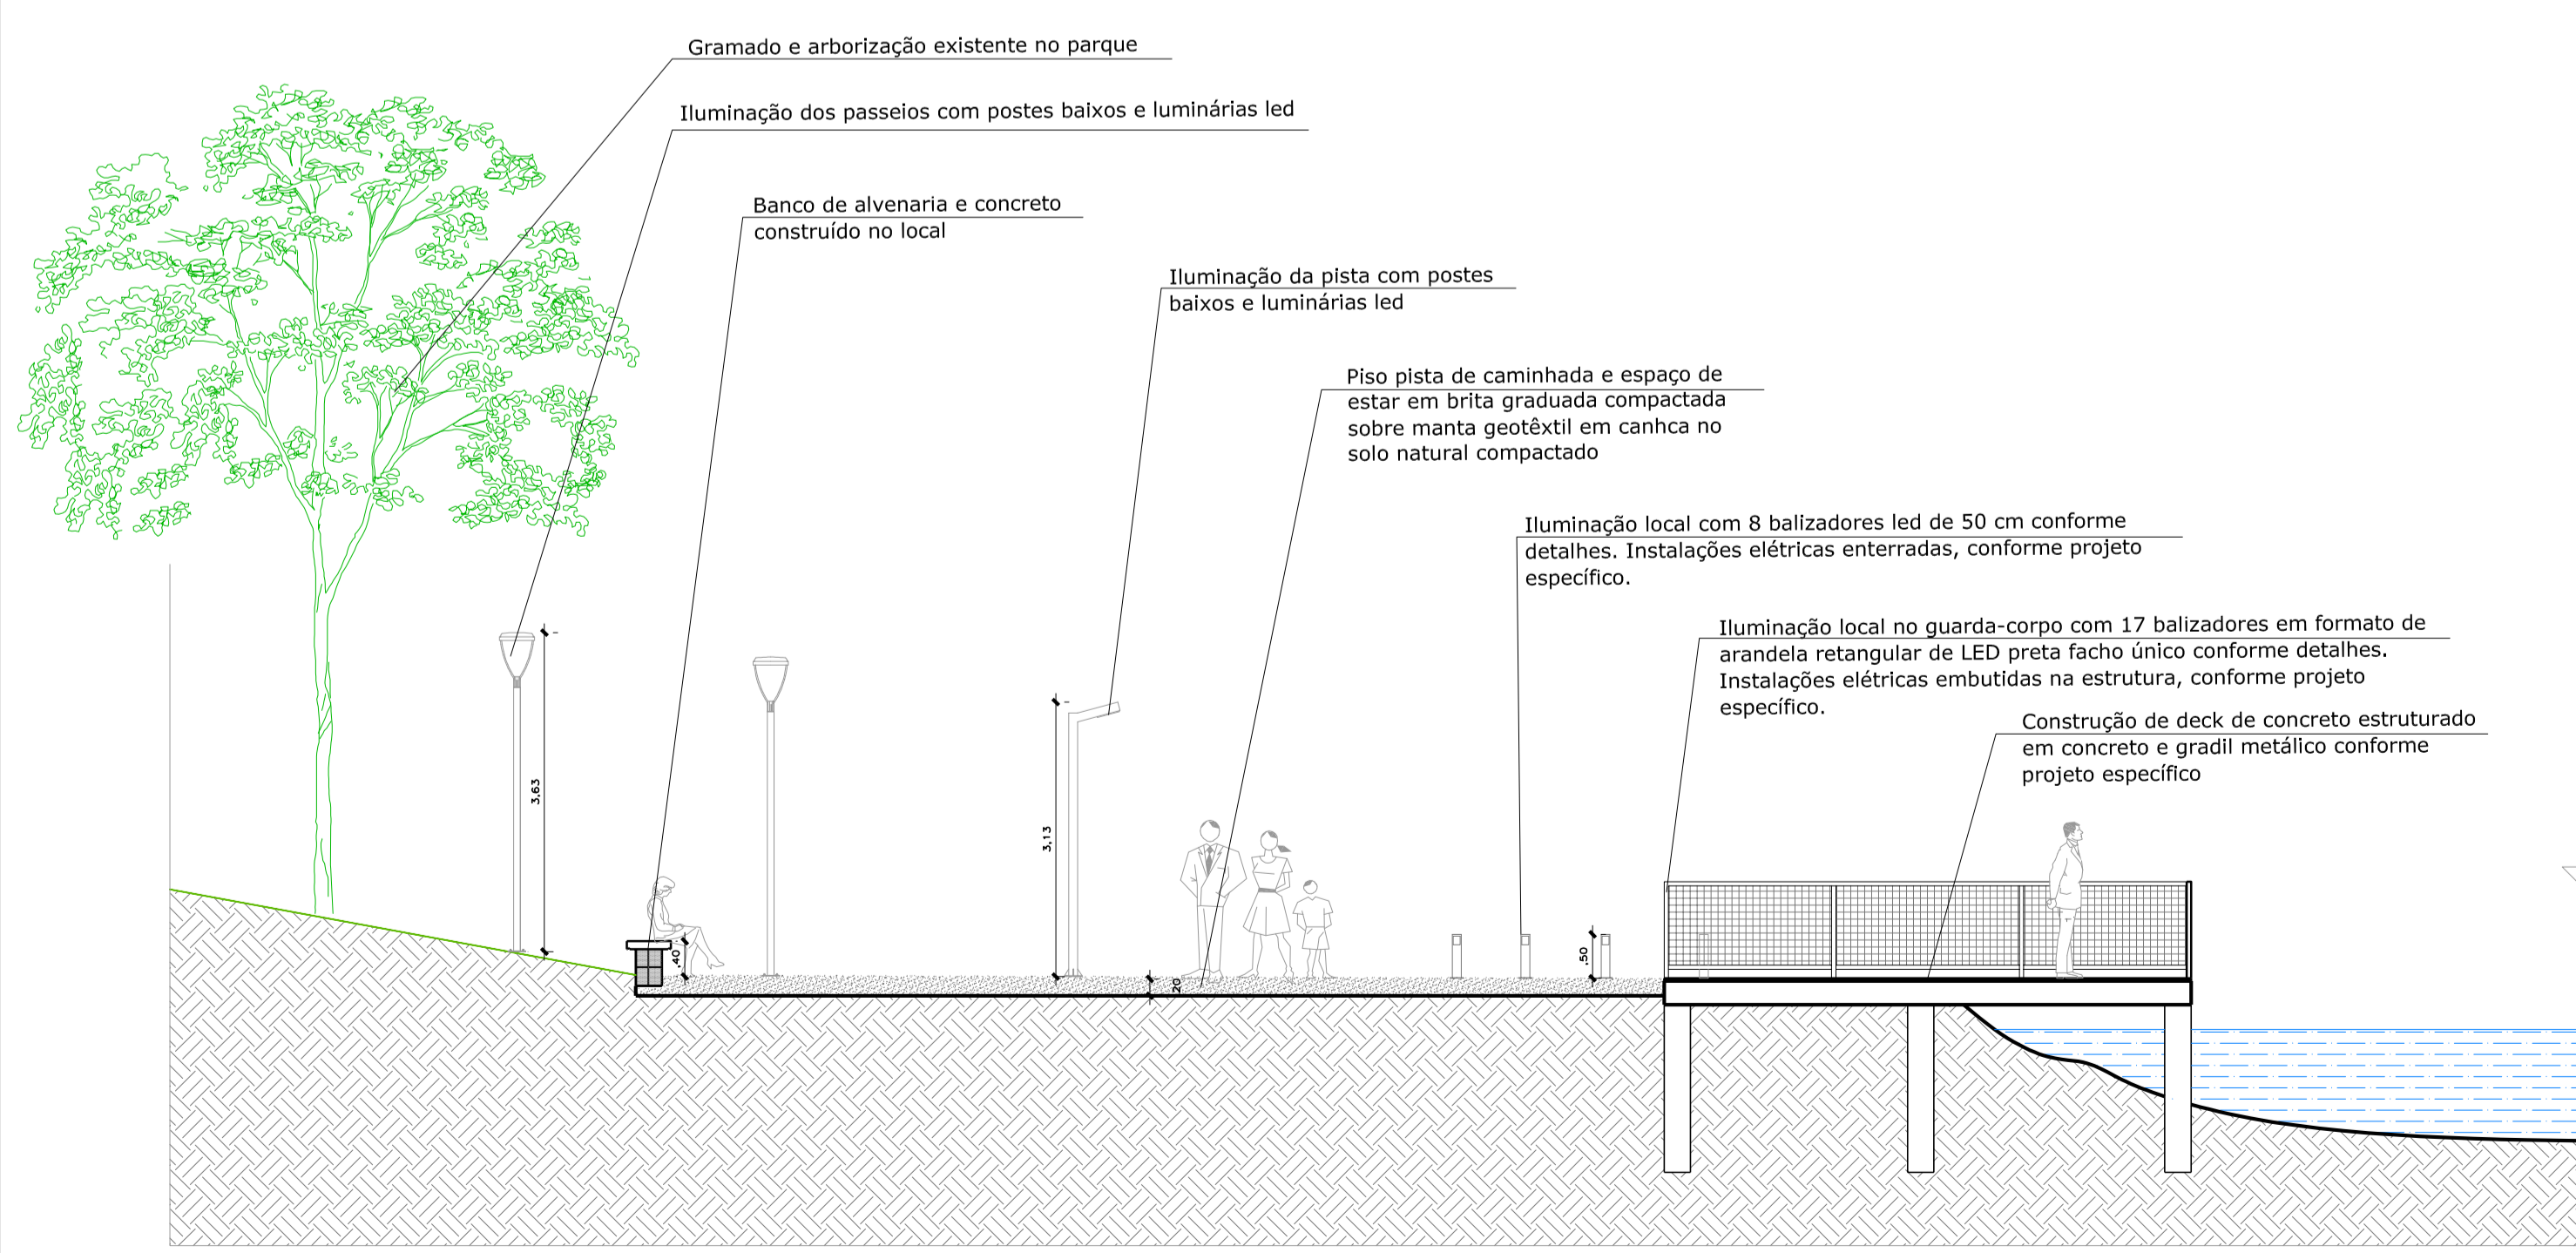 Gramado e arborização existente no parque
Iluminação dos passeios com postes baixos e luminárias led
Banco de alvenaria e concreto
construído no local
Iluminação da pista com postes
baixos e luminárias led
Piso pista de caminhada e espaço de
estar em brita graduada compactada
sobre manta geotêxtil em canhca no
solo natural compactado
Iluminação local com 8 balizadores led de 50 cm conforme
detalhes. Instalações elétricas enterradas, conforme projeto
específico.
Iluminação local no guarda-corpo com 17 balizadores em formato de
arandela retangular de LED preta facho único conforme detalhes.
Instalações elétricas embutidas na estrutura, conforme projeto
específico.
Construção de deck de concreto estruturado
em concreto e gradil metálico conforme
projeto específico
3,63
3,13
,40
,50
,20